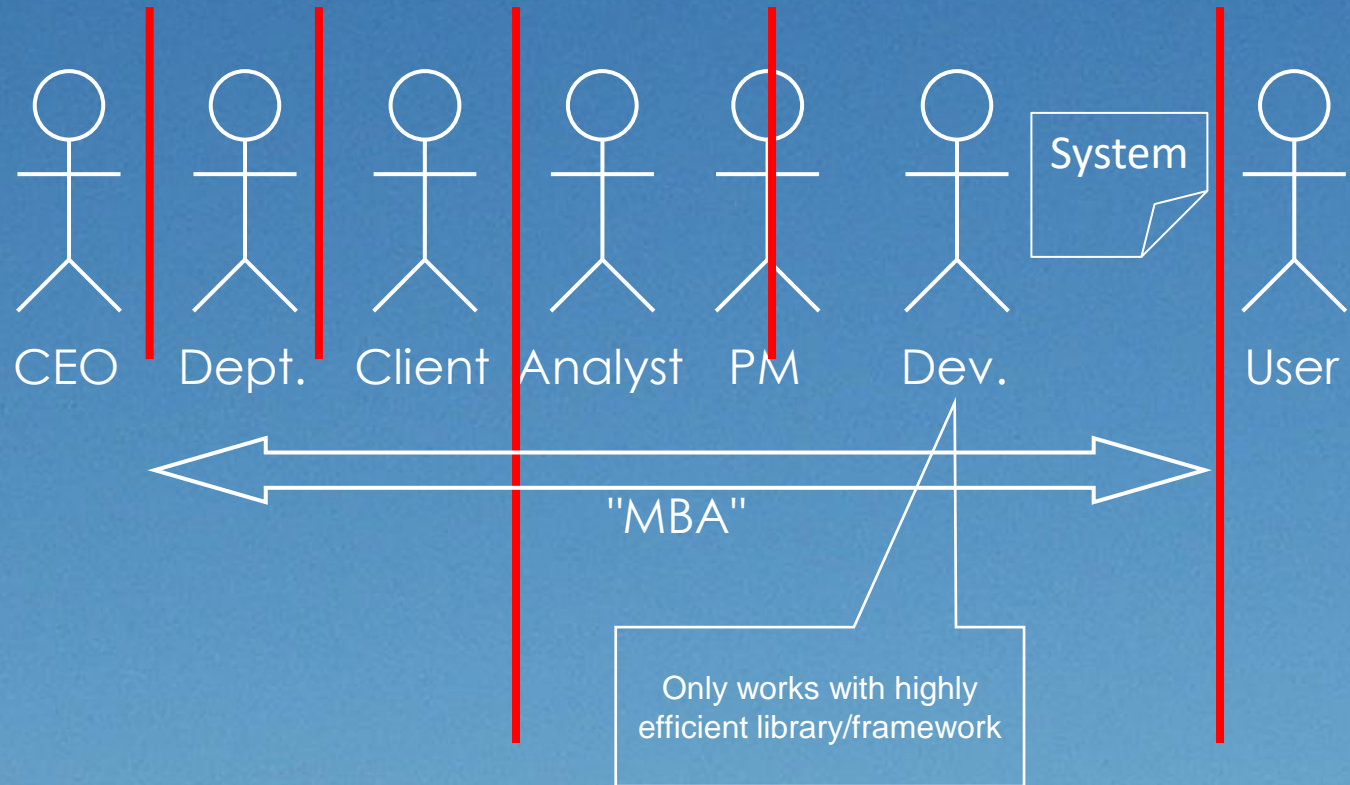 System
CEO Dept. Client Analyst PM Dev. User
"MBA"
Only works with highly
efficient library/framework